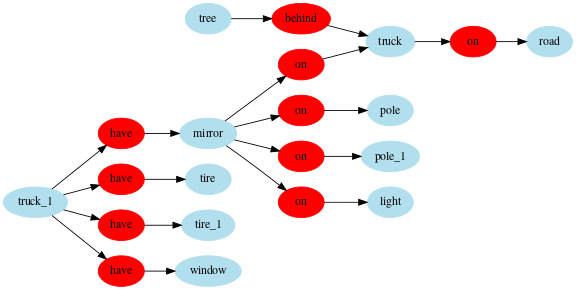 tree behind
truck on road
on
on pole
have mirror
on pole_1
have tire
truck_1 on light
have tire_1
have window